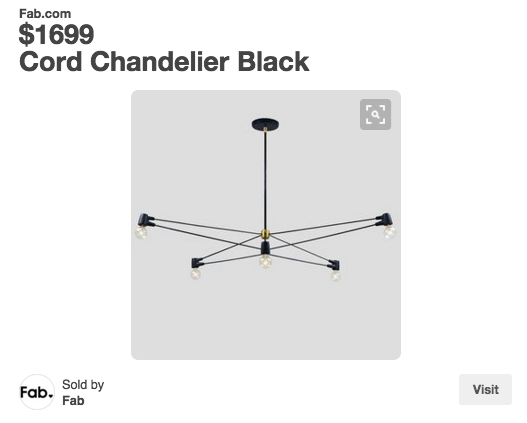 Fab.com
$1699
Cord Chandelier Black
Fab.
Sold by
Fab
Visit